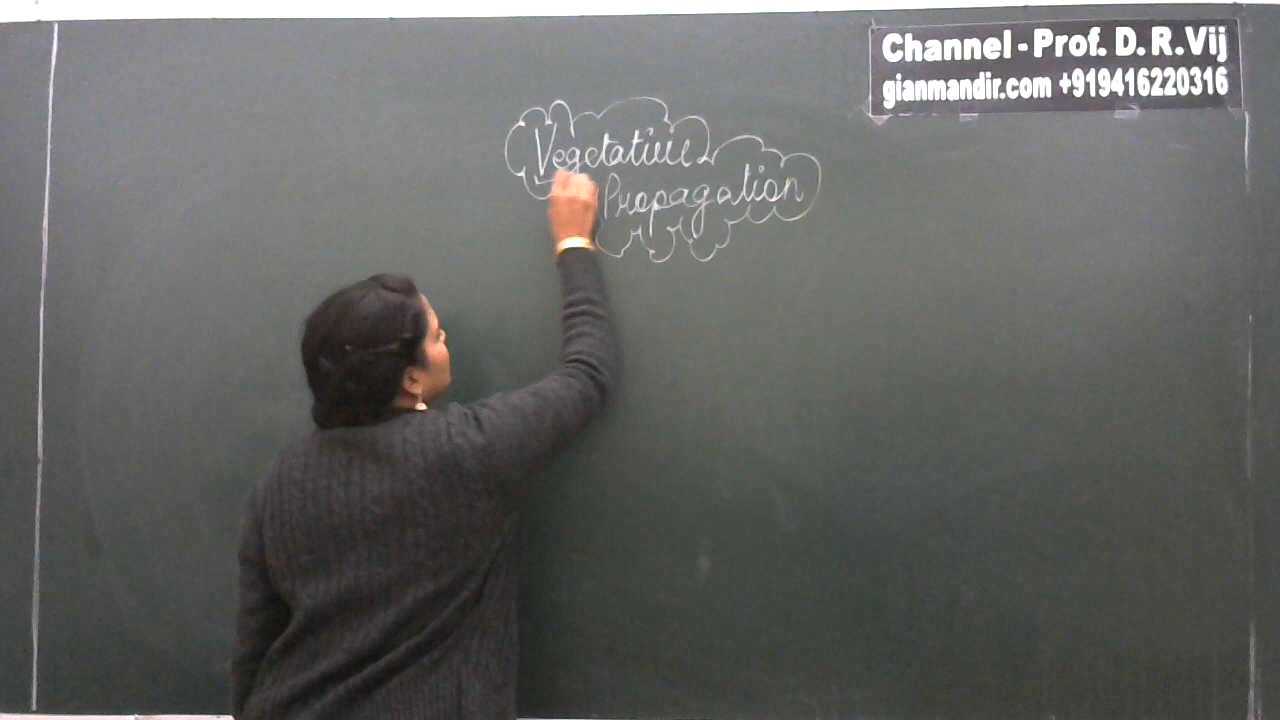 Channel - Prof. D. R. Vij
gianmandir.com +919416220316
Vegetative
Propagation